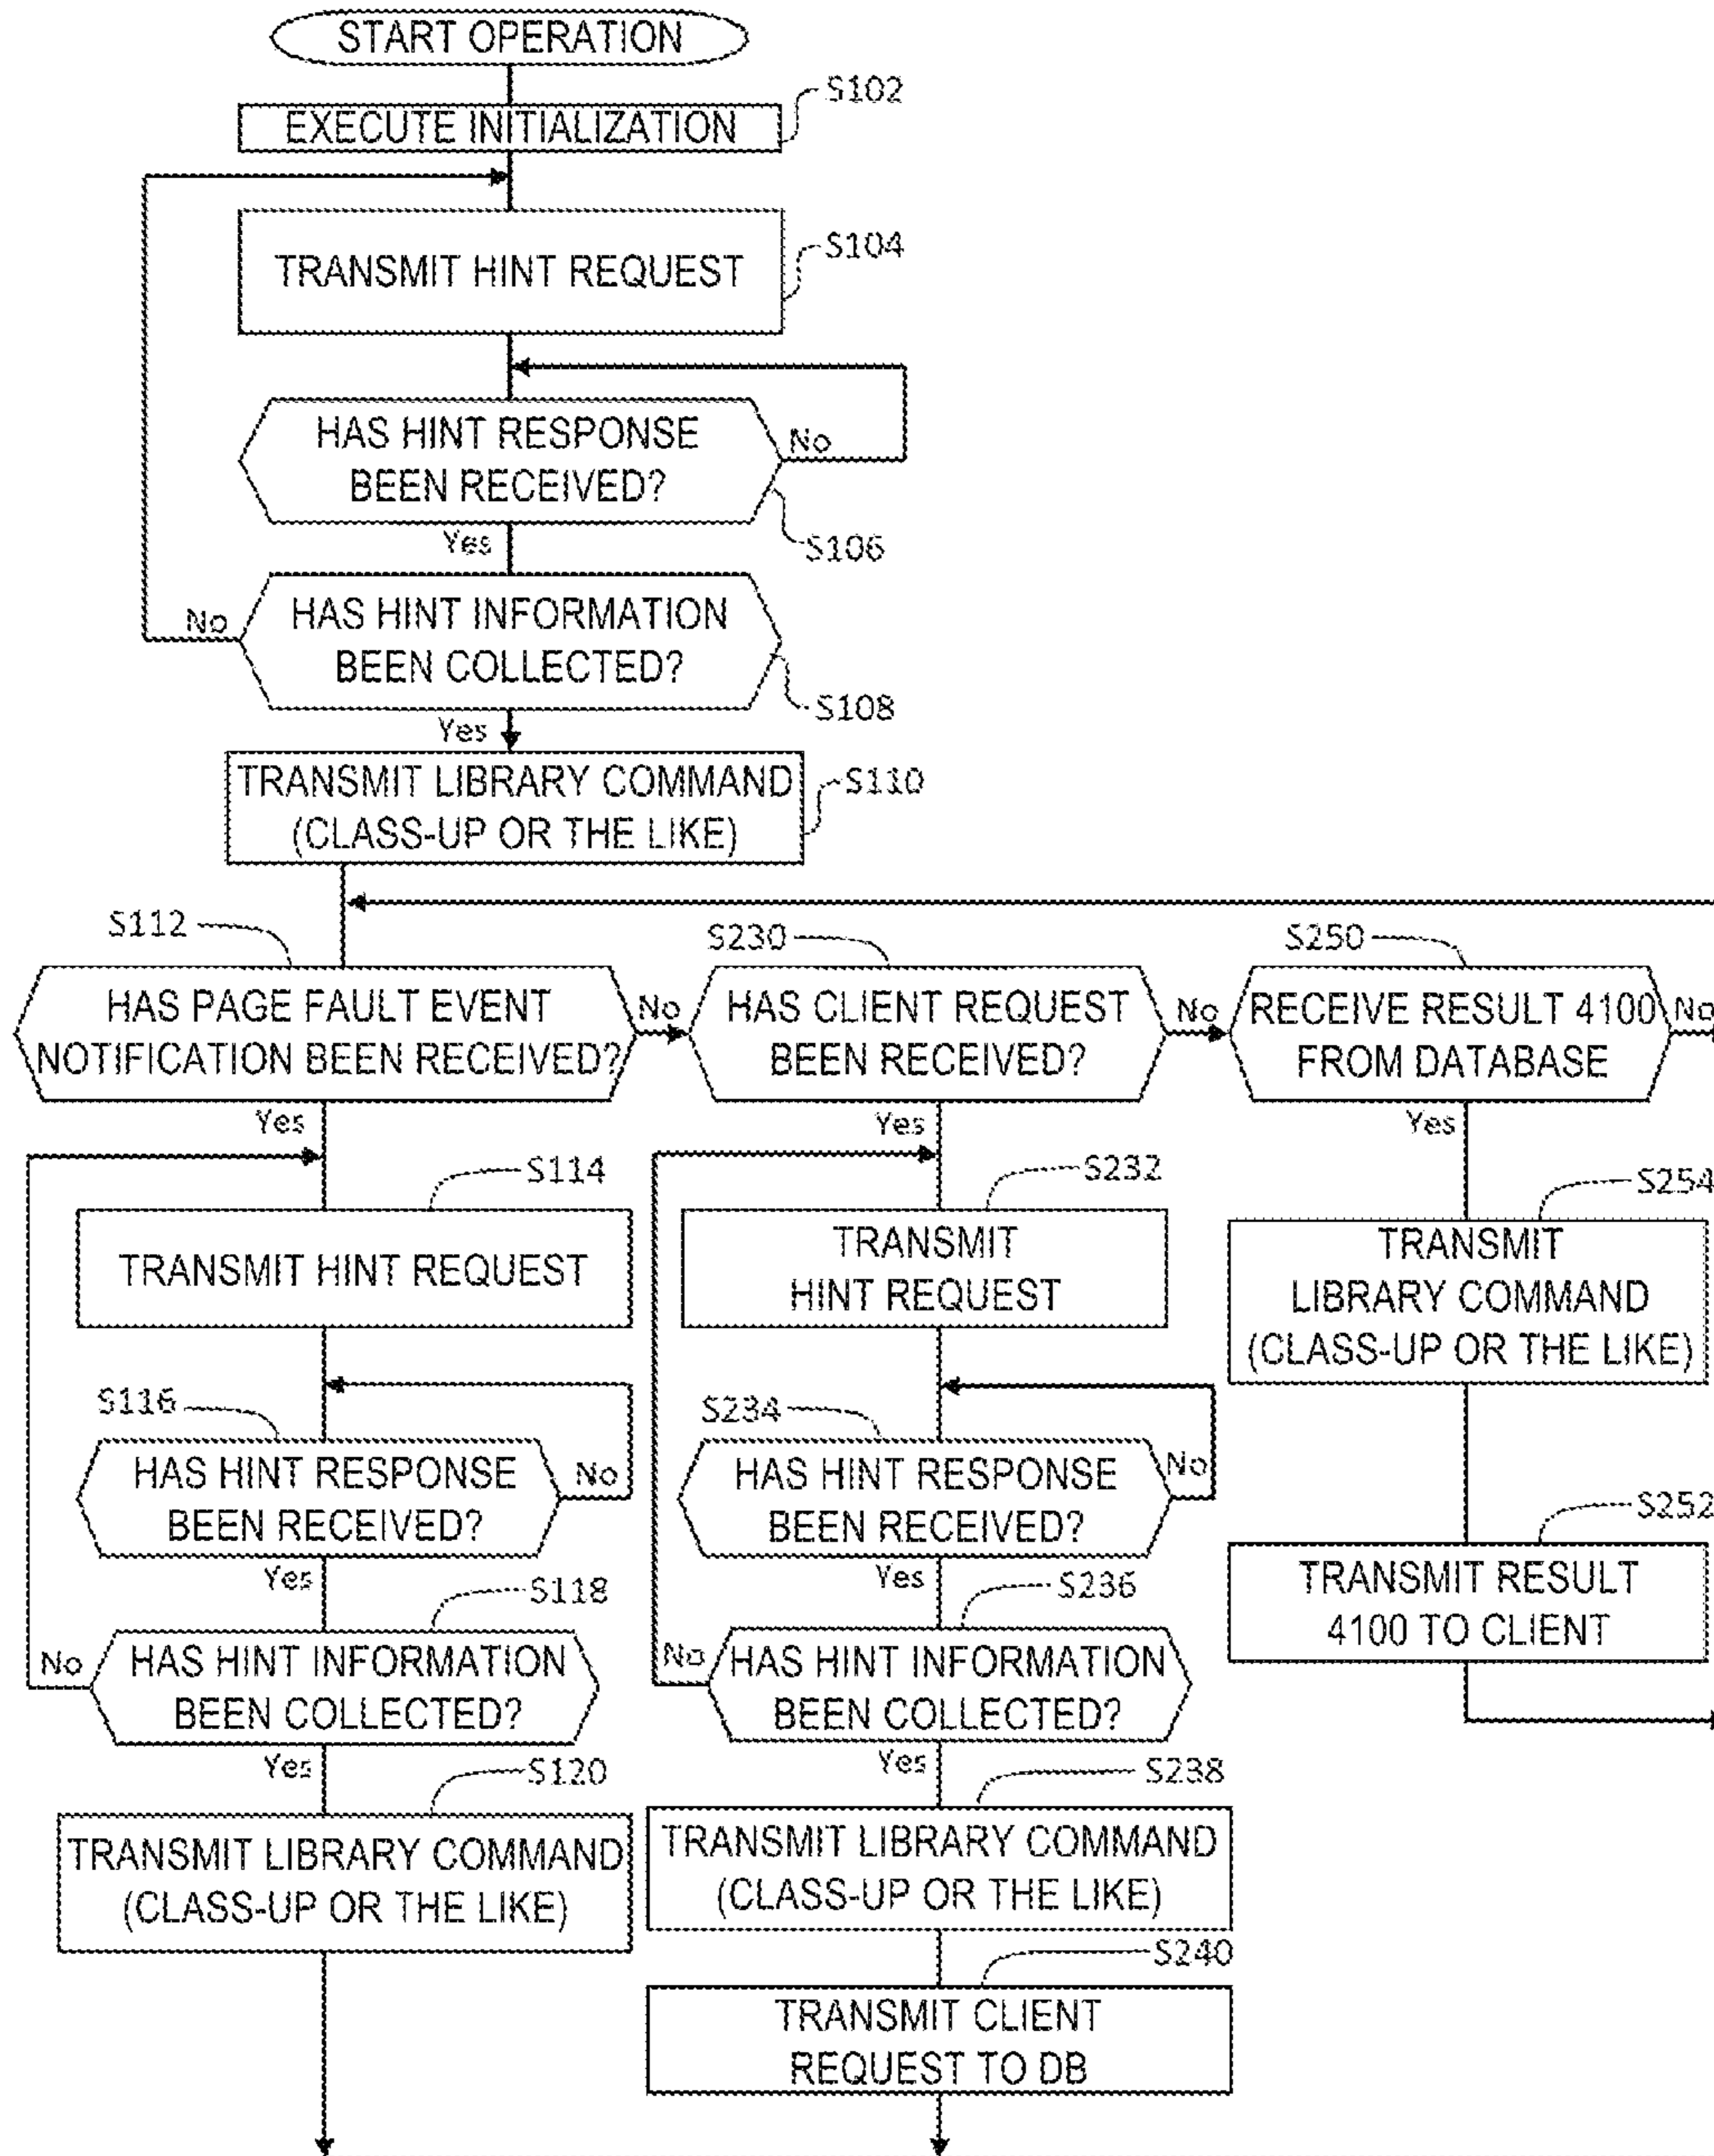 START OPERATION
S102
EXECUTE INITIALIZATION
S104
TRANSMIT HINT REQUEST
HAS HINT RESPONSE
BEEN RECEIVED?
No
S106
Yes
HAS HINT INFORMATION
BEEN COLLECTED?
No
S108
Yes
TRANSMIT LIBRARY COMMAND
(CLASS-UP OR THE LIKE)
S110
S112
HAS PAGE FAULT EVENT
NOTIFICATION BEEN RECEIVED?
No
Yes
S114
TRANSMIT HINT REQUEST
S116
HAS HINT RESPONSE
BEEN RECEIVED?
No
Yes
S118
HAS HINT INFORMATION
BEEN COLLECTED?
No
Yes
S120
TRANSMIT LIBRARY COMMAND
(CLASS-UP OR THE LIKE)
S230
HAS CLIENT REQUEST
BEEN RECEIVED?
No
Yes
S232
TRANSMIT
HINT REQUEST
S234
HAS HINT RESPONSE
BEEN RECEIVED?
No
Yes
S236
HAS HINT INFORMATION
BEEN COLLECTED?
No
Yes
S238
TRANSMIT LIBRARY COMMAND
(CLASS-UP OR THE LIKE)
S240
TRANSMIT CLIENT
REQUEST TO DB
S250
RECEIVE RESULT 4100
FROM DATABASE
No
Yes
S254
TRANSMIT
LIBRARY COMMAND
(CLASS-UP OR THE LIKE)
S252
TRANSMIT RESULT
4100 TO CLIENT